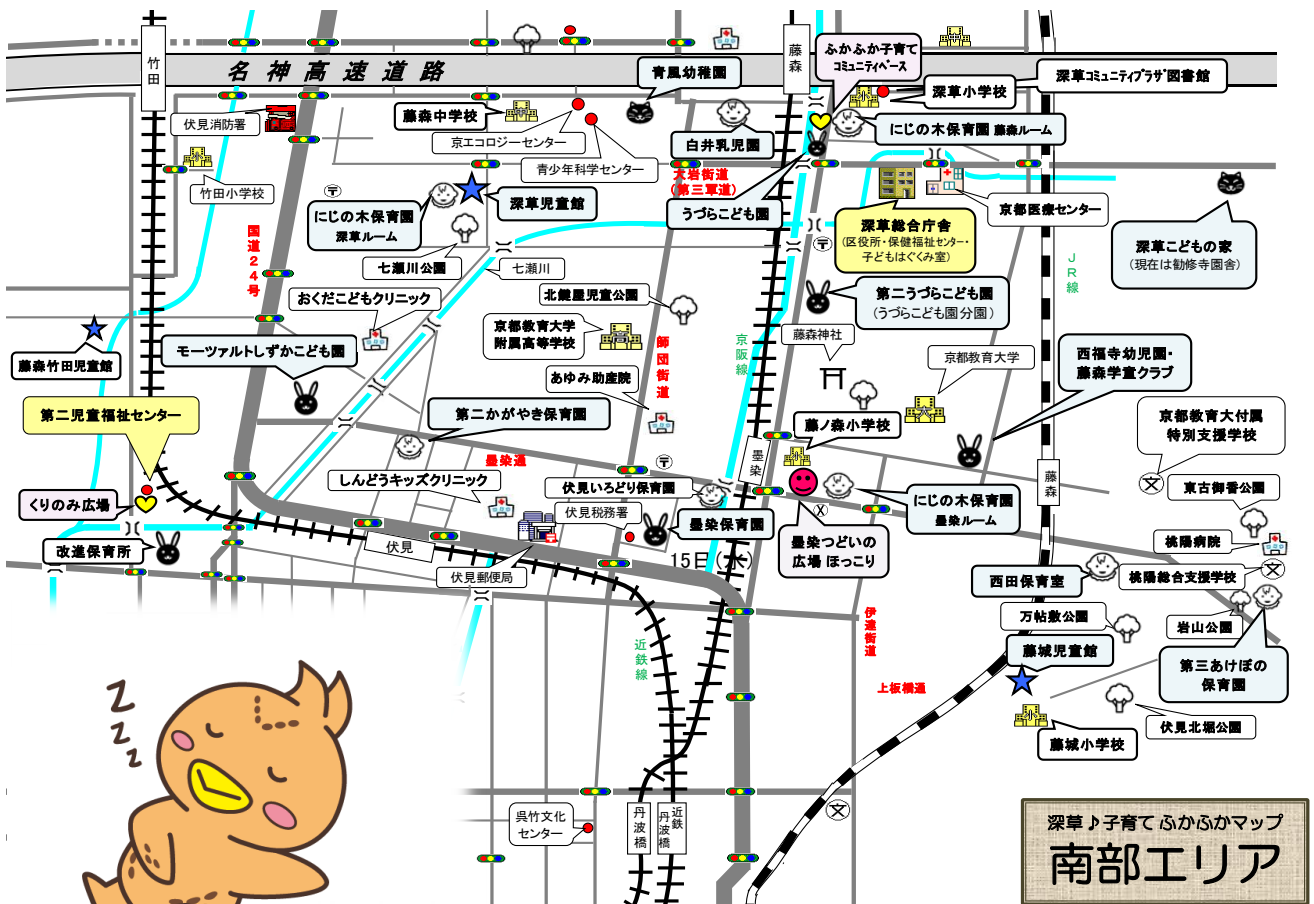 名神高速道路
竹田
藤森
ふかふか子育て
コミュニティベース
深草コミュニティプラザ図書館
深草小学校
青風幼稚園
伏見消防署
藤森中学校
京エコロジーセンター
青少年科学センター
白井乳児園
にじの木保育園 藤森ルーム
竹田小学校
〒
にじの木保育園
深草ルーム
深草児童館
大岩街道
(第三軍道)
うづらこども園
深草総合庁舎
(区役所・保健福祉センター・
子どもはぐくみ室)
京都医療センター
深草こどもの家
(現在は勧修寺園舎)
国道24号
七瀬川公園
七瀬川
〒
JR線
おくだこどもクリニック
北鍵屋児童公園
第二うづらこども園
(うづらこども園分園)
藤森竹田児童館
モーツァルトしずかこども園
京都教育大学
附属高等学校
師団街道
京阪線
藤森神社
京都教育大学
西福寺幼児園・
藤森学童クラブ
あゆみ助産院
第二児童福祉センター
第二かがやき保育園
藤ノ森小学校
京都教育大付属
特別支援学校
墨染通
〒
墨染
藤森
しんどうキッズクリニック
伏見いろどり保育園
にじの木保育園
墨染ルーム
文
東古御香公園
くりのみ広場
伏見税務署
墨染保育園
X
墨染つどいの
広場 ほっこり
改進保育所
伏見
15日(水)
桃陽病院
伏見郵便局
西田保育室
桃陽総合支援学校
文
万帖敷公園
岩山公園
伊達街道
近鉄線
藤城児童館
第三あけぼの
保育園
上板橋通
伏見北堀公園
藤城小学校
Z
Z
Z
呉竹文化
センター
丹波橋
近鉄
丹波橋
文
深草♪子育て ふかふかマップ
南部エリア